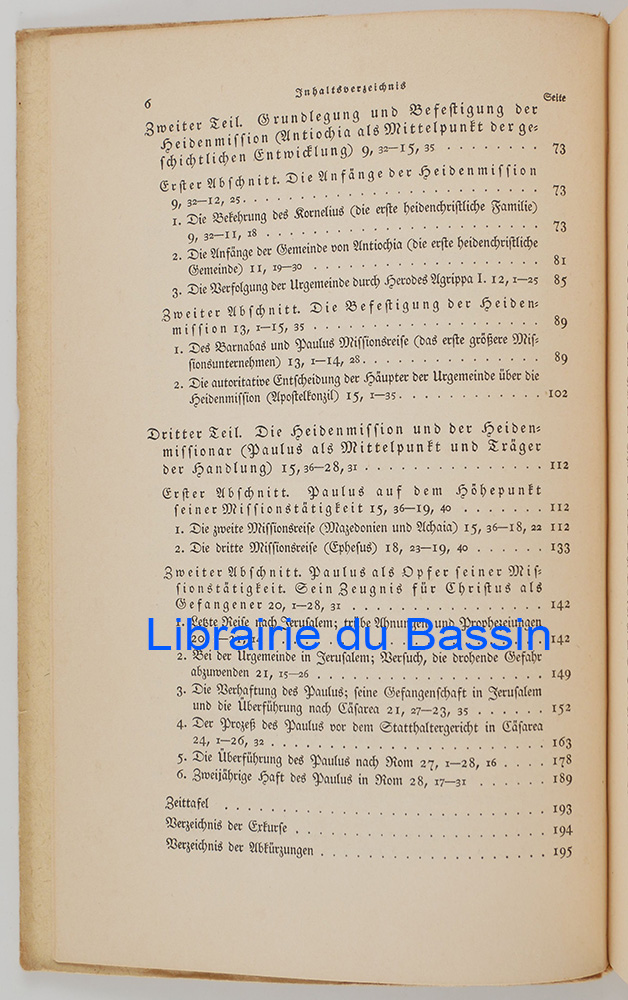 6
Inhaltsverzeichnis
Seite
Zweiter Teil. Grundlegung und Befestigung der
Heidenmission (Antiochia als Mittelpunkt der ge-
schichtlichen Entwicklung) 9, 32—15, 35 . . . . . . . . 73
Erster Abschnitt. Die Anfänge der Heidenmission
9, 32—12, 25 . . . . . . . . . . . . . . . . . . . . . 73
1. Die Bekehrung des Kornelius (die erste heidenchristliche Familie)
9, 32—11, 18 . . . . . . . . . . . . . . . . . . . . 73
2. Die Anfänge der Gemeinde von Antiochia (die erste heidenchristliche
Gemeinde) 11, 19—30 . . . . . . . . . . . . . . . . 81
3. Die Verfolgung der Urgemeinde durch Herodes Agrippa I. 12, 1—25 85
Zweiter Abschnitt. Die Befestigung der Heiden-
mission 13, 1—15, 35 . . . . . . . . . . . . . . . . 89
1. Des Barnabas und Paulus Missionsreise (das erste größere Mis-
sionsunternehmen) 13, 1—14, 28 . . . . . . . . . . . . 89
2. Die autoritative Entscheidung der Häupter der Urgemeinde über die
Heidenmission (Apostelkonzil) 15, 1—35 . . . . . . . . . 102
Dritter Teil. Die Heidenmission und der Heiden-
missionar (Paulus als Mittelpunkt und Träger
der Handlung) 15, 36—28, 31 . . . . . . . . . . . . . 112
Erster Abschnitt. Paulus auf dem Höhepunkt
seiner Missionstätigkeit 15, 36—19, 40 . . . . . . . . 112
1. Die zweite Missionsreise (Mazedonien und Achaia) 15, 36—18, 22 112
2. Die dritte Missionsreise (Ephesus) 18, 23—19, 40 . . . . . . 133
Zweiter Abschnitt. Paulus als Opfer seiner Mis-
sionstätigkeit. Sein Zeugnis für Christus als
Gefangener 20, 1—28, 31 . . . . . . . . . . . . . . 142
1. Letzte Reise nach Jerusalem; trübe Ahnungen und Prophezeiungen
Librairie du Bassin
20, 1—21, 14 . . . . . . . . . . . . . . . . . . . . 142
2. Bei der Urgemeinde in Jerusalem; Versuch, die drohende Gefahr
abzuwenden 21, 15—26 . . . . . . . . . . . . . . . . 149
3. Die Verhaftung des Paulus; seine Gefangenschaft in Jerusalem
und die Überführung nach Cäsarea 21, 27—23, 35 . . . . . . 152
4. Der Prozeß des Paulus vor dem Statthaltergericht in Cäsarea
24, 1—26, 32 . . . . . . . . . . . . . . . . . . . . 163
5. Die Überführung des Paulus nach Rom 27, 1—28, 16 . . . . 178
6. Zweijährige Haft des Paulus in Rom 28, 17—31 . . . . . . 189
Zeittafel . . . . . . . . . . . . . . . . . . . . . . . 193
Verzeichnis der Exkurse . . . . . . . . . . . . . . . . . 194
Verzeichnis der Abkürzungen . . . . . . . . . . . . . . . 195